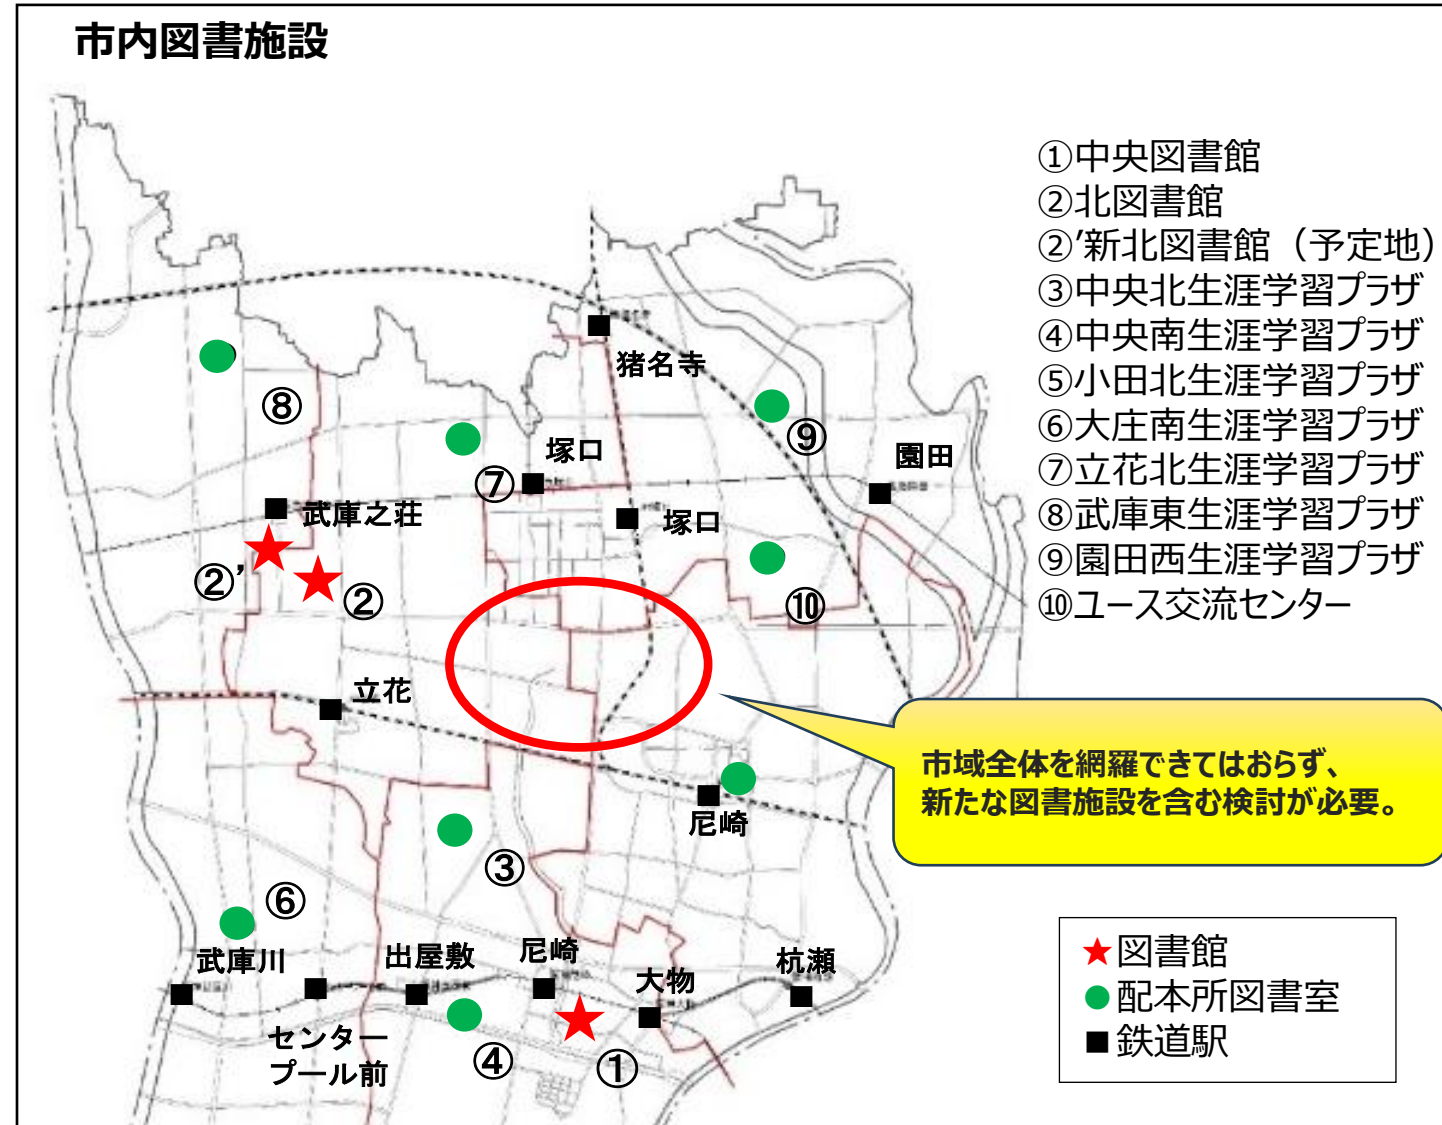 市内図書施設
①中央図書館
②北図書館
②'新北図書館（予定地）
③中央北生涯学習プラザ
④中央南生涯学習プラザ
⑤小田北生涯学習プラザ
⑥大庄南生涯学習プラザ
⑦立花北生涯学習プラザ
⑧武庫東生涯学習プラザ
⑨園田西生涯学習プラザ
⑩ユース交流センター
猪名寺
⑧
⑨
塚口
園田
⑦
武庫之荘
塚口
②'
②
⑩
立花
市域全体を網羅できてはおらず、
新たな図書施設を含む検討が必要。
尼崎
③
⑥
武庫川
出屋敷
尼崎
大物
杭瀬
センター
プール前
④
①
★図書館
●配本所図書室
■鉄道駅